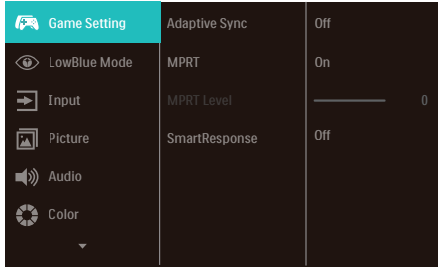 Game Setting
Adaptive Sync
Off
LowBlue Mode
MPRT
On
Input
MPRT Level
0
Picture
SmartResponse
Off
Audio
Color